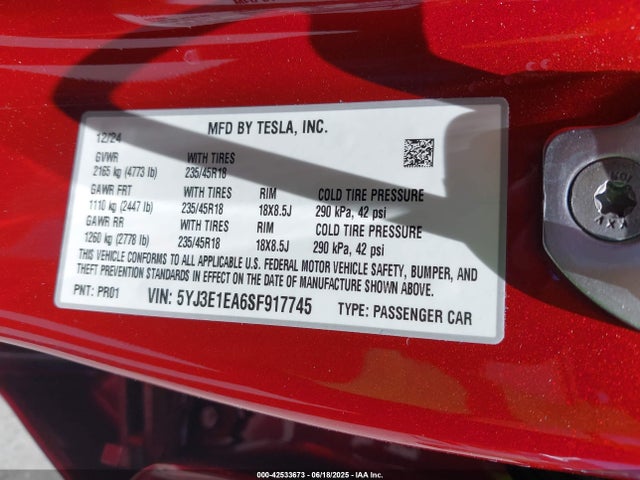 MFD BY TESLA, INC.
12/24
GVWR WITH TIRES
2165 kg (4773 lb) 235/45R18
GAWR FRT WITH TIRES RIM COLD TIRE PRESSURE
1110 kg (2447 lb) 235/45R18 18X8.5J 290 kPa, 42 psi
GAWR RR WITH TIRES RIM COLD TIRE PRESSURE
1260 kg (2778 lb) 235/45R18 18X8.5J 290 kPa, 42 psi
THIS VEHICLE CONFORMS TO ALL APPLICABLE U.S. FEDERAL MOTOR VEHICLE SAFETY, BUMPER, AND
THEFT PREVENTION STANDARDS IN EFFECT ON THE DATE OF MANUFACTURE SHOWN ABOVE.
PNT: PR01 VIN: 5YJ3E1EA6SF917745 TYPE: PASSENGER CAR
000-42533673 - 06/18/2025 - IAA Inc.